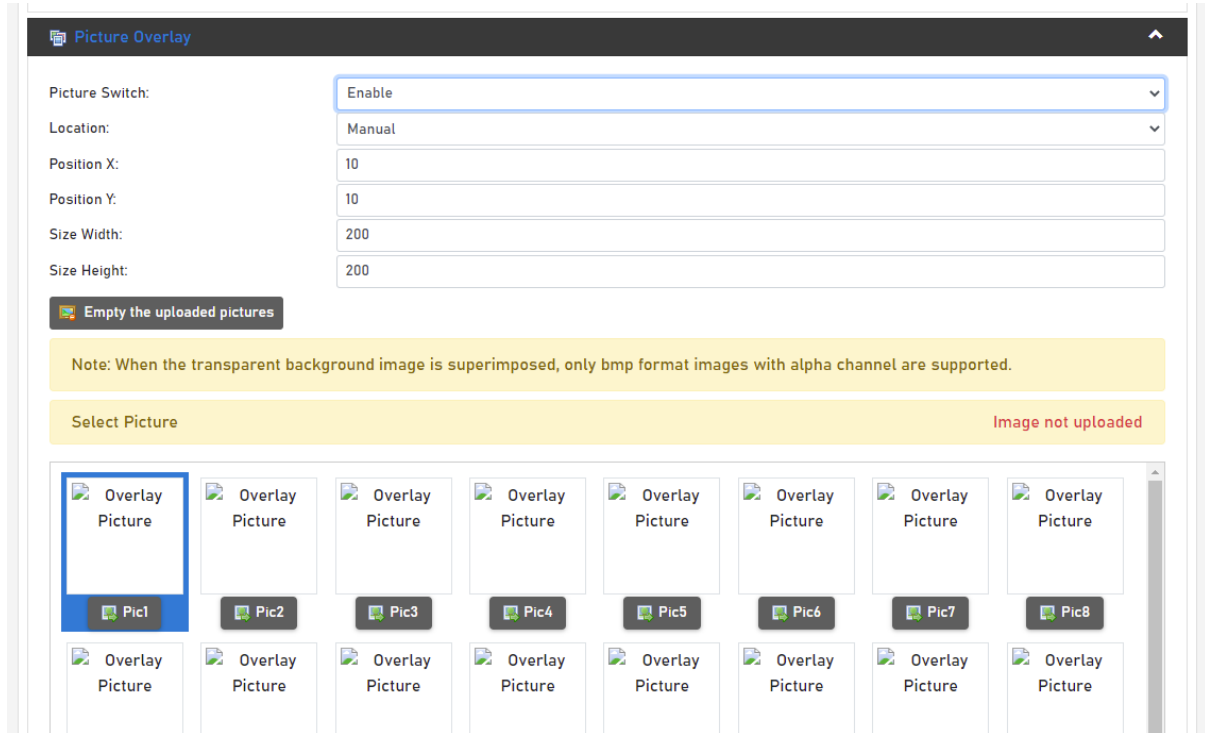 Picture Overlay
Picture Switch: Enable
Location: Manual
Position X: 10
Position Y: 10
Size Width: 200
Size Height: 200
Empty the uploaded pictures
Note: When the transparent background image is superimposed, only bmp format images with alpha channel are supported.
Select Picture Image not uploaded
Overlay Overlay Overlay Overlay Overlay Overlay Overlay Overlay
Picture Picture Picture Picture Picture Picture Picture Picture
Pic1 Pic2 Pic3 Pic4 Pic5 Pic6 Pic7 Pic8
Overlay Overlay Overlay Overlay Overlay Overlay Overlay Overlay
Picture Picture Picture Picture Picture Picture Picture Picture